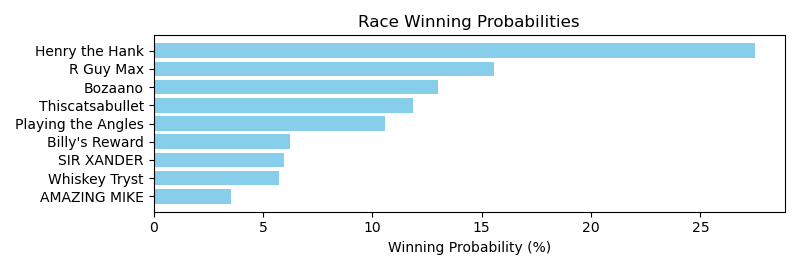 Race Winning Probabilities
Henry the Hank
R Guy Max
Bozaano
Thiscatsabullet
Playing the Angles
Billy's Reward
SIR XANDER
Whiskey Tryst
AMAZING MIKE
0 5 10 15 20 25
Winning Probability (%)